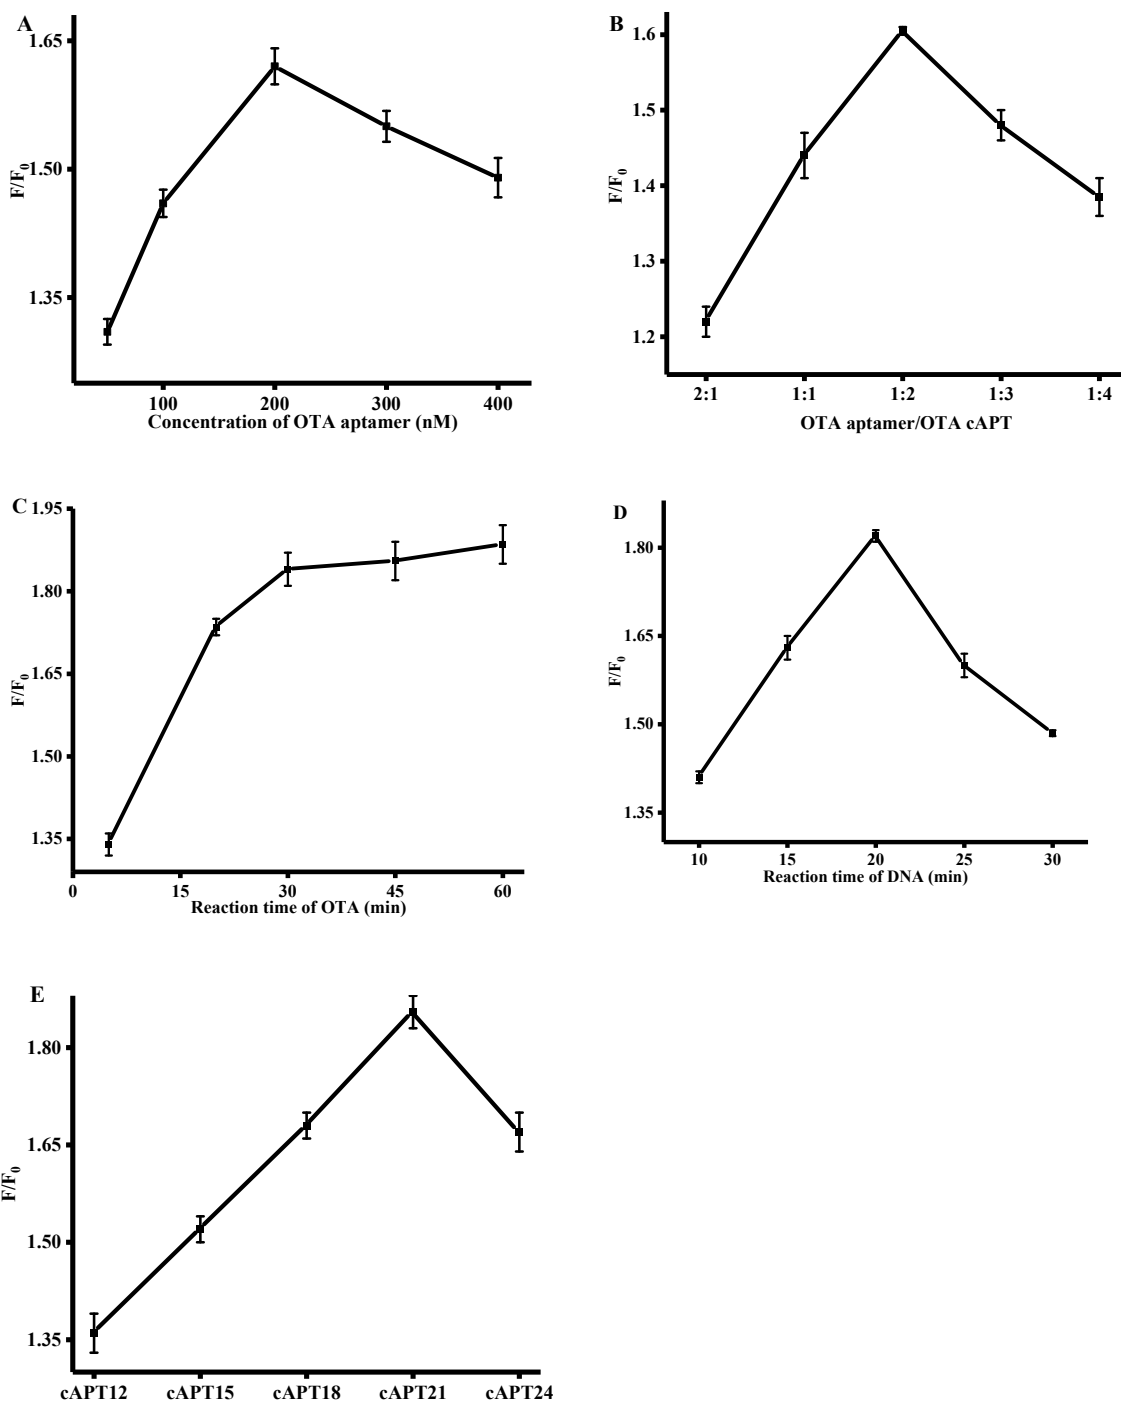 A
1.65
1.50
1.35
F/F0
100 200 300 400
Concentration of OTA aptamer (nM)
B
1.6
1.5
1.4
1.3
1.2
F/F0
2:1 1:1 1:2 1:3 1:4
OTA aptamer/OTA cAPT
C
1.95
1.80
1.65
1.50
1.35
F/F0
0 15 30 45 60
Reaction time of OTA (min)
D
1.80
1.65
1.50
1.35
F/F0
10 15 20 25 30
Reaction time of DNA (min)
E
1.80
1.65
1.50
1.35
F/F0
cAPT12 cAPT15 cAPT18 cAPT21 cAPT24